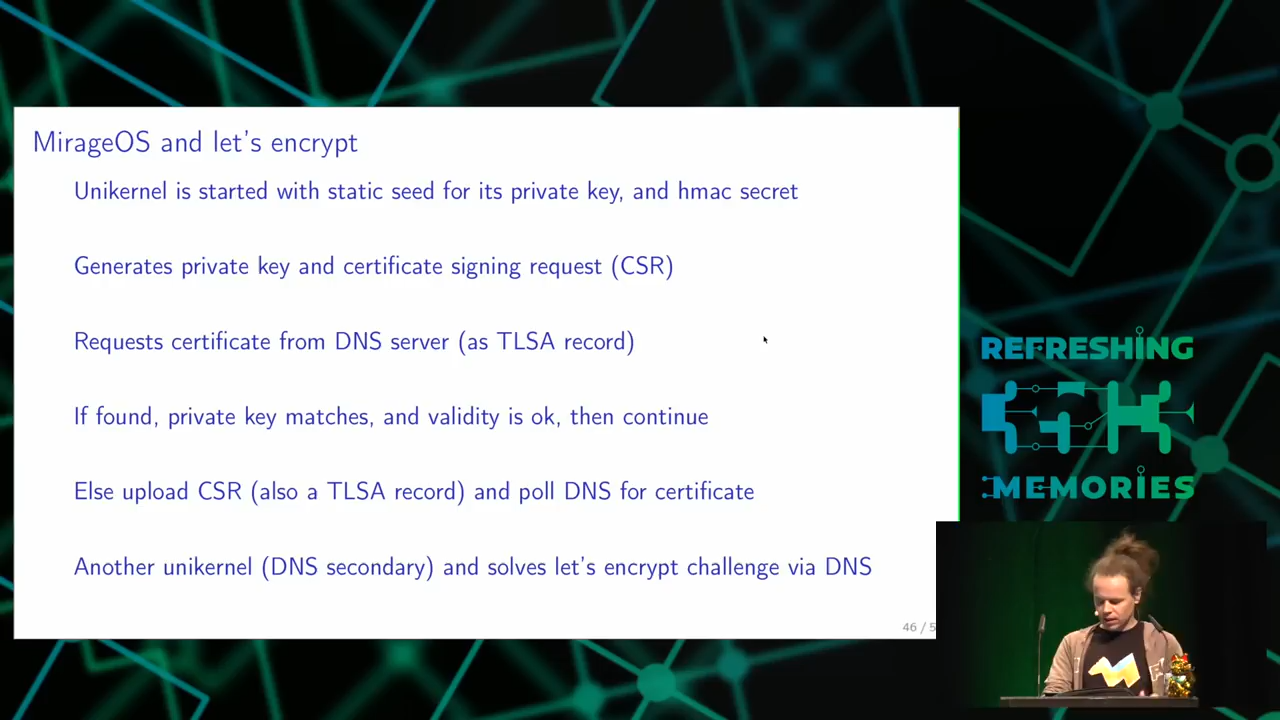 MirageOS and let's encrypt
Unikernel is started with static seed for its private key, and hmac secret
Generates private key and certificate signing request (CSR)
Requests certificate from DNS server (as TLSA record)
If found, private key matches, and validity is ok, then continue
Else upload CSR (also a TLSA record) and poll DNS for certificate
Another unikernel (DNS secondary) and solves let's encrypt challenge via DNS
46 / 5
REFRESHING
MEMORIES